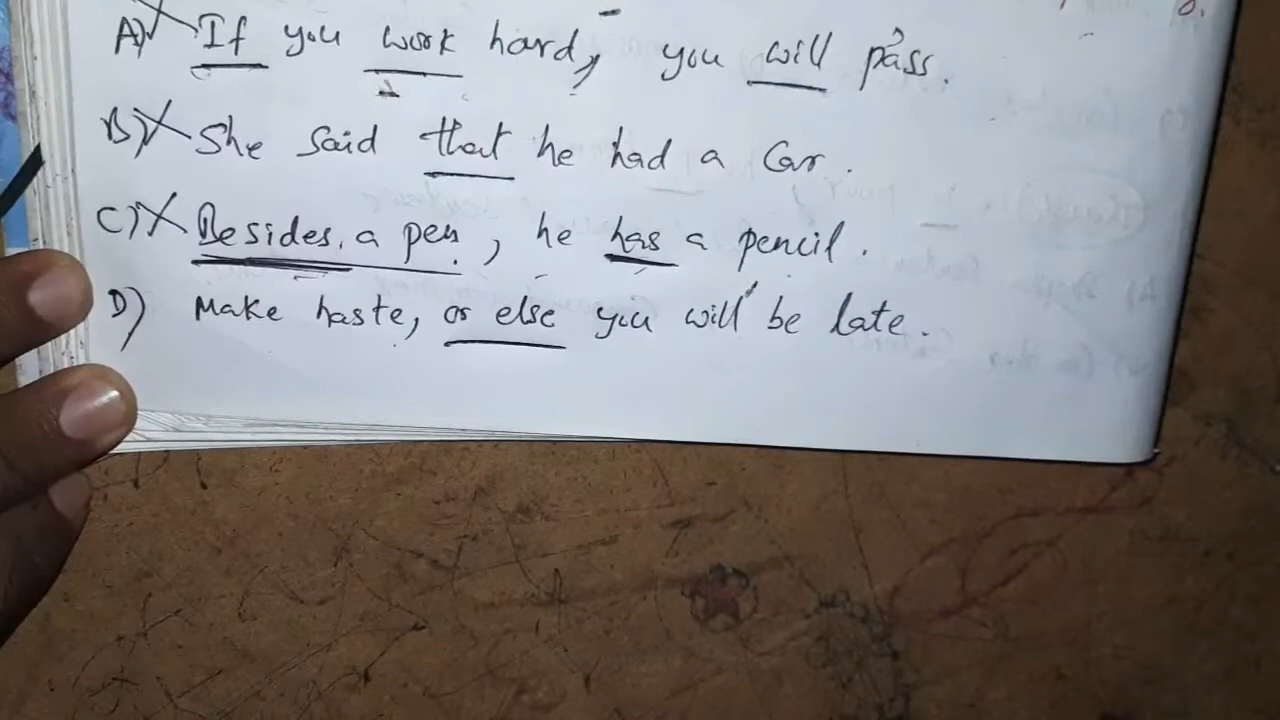 A) If you work hard, you will pass.
B) She said that he had a Car.
C) Besides, a pen, he has a pencil.
D) Make haste, or else you will be late.